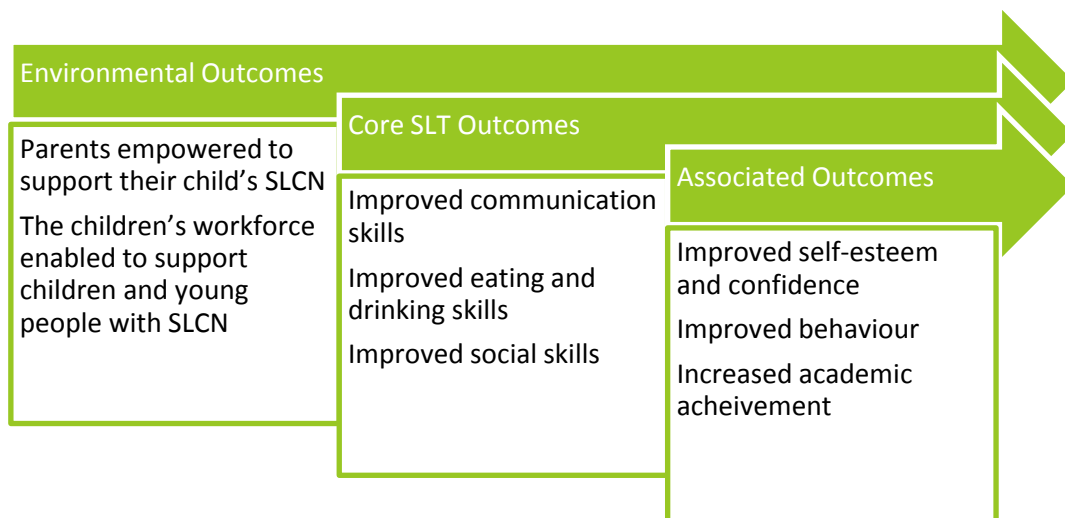 Environmental Outcomes
Parents empowered to
support their child’s SLCN
The children’s workforce
enabled to support
children and young
people with SLCN
Core SLT Outcomes
Improved communication
skills
Improved eating and
drinking skills
Improved social skills
Associated Outcomes
Improved self-esteem
and confidence
Improved behaviour
Increased academic
acheivement